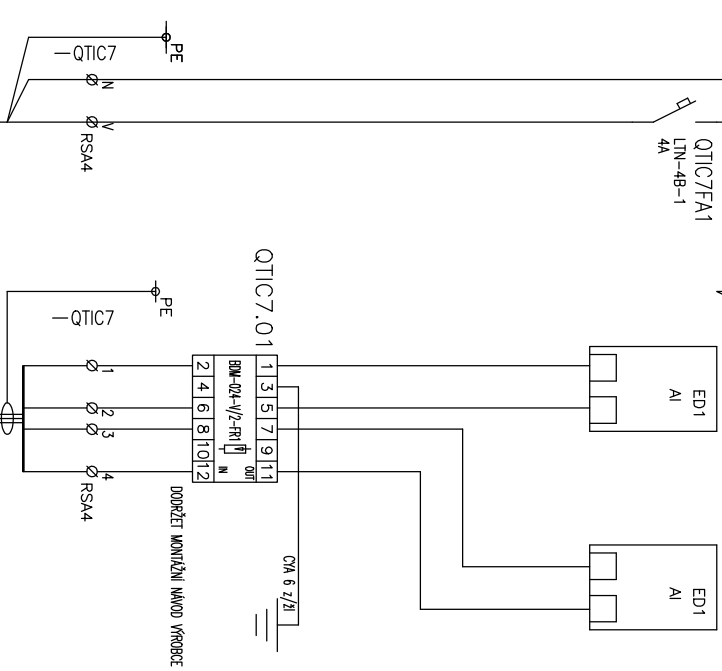 PE
—QTIC7
N
V
RSA4
QTIC7FA1
LTN-4B-1
4A
PE
—QTIC7
QTIC7.01
1
2
3
4
RSA4
2 4 6 8 10 12
BDM-024-V/2-FR1
IN
OUT
1 3 5 7 9 11
ED1
AI
ED1
AI
CYA 6 z/žl
DODRŽET MONTÁŽNÍ NÁVOD VÝROBCE